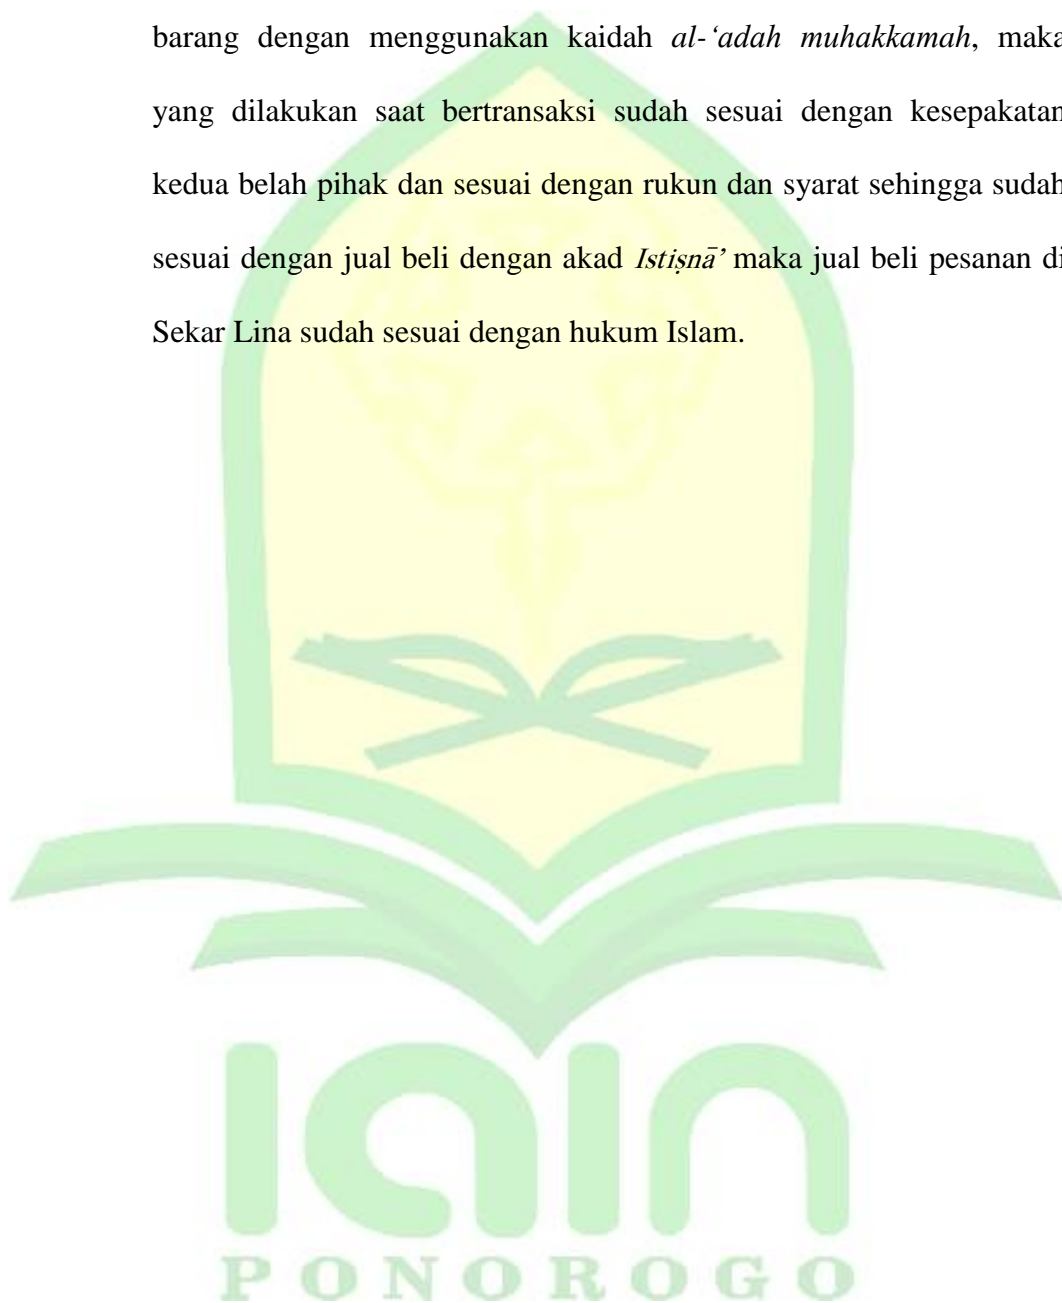 barang dengan menggunakan kaidah al-‘adah muhakkamah, maka
yang dilakukan saat bertransaksi sudah sesuai dengan kesepakatan
kedua belah pihak dan sesuai dengan rukun dan syarat sehingga sudah
sesuai dengan jual beli dengan akad Istiṣnā’ maka jual beli pesanan di
Sekar Lina sudah sesuai dengan hukum Islam.
iain
PONOROGO